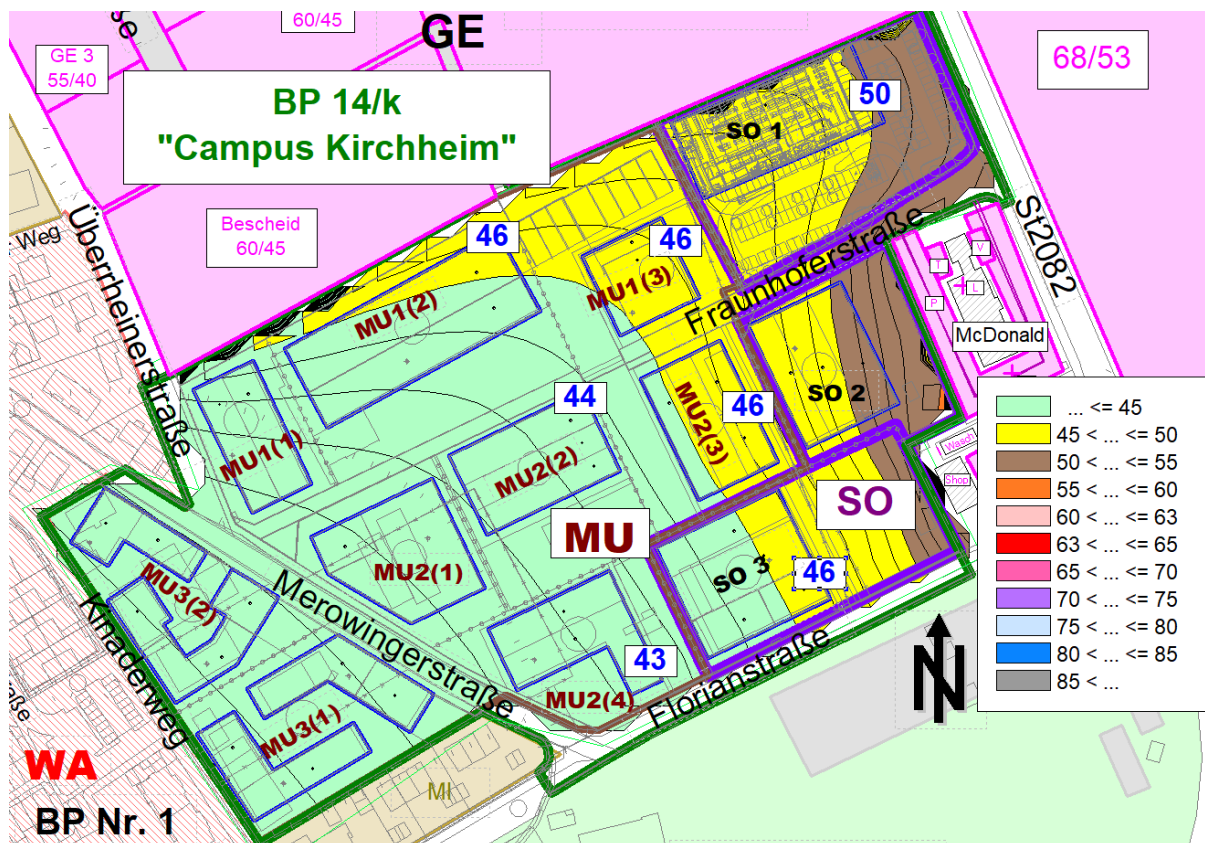 60/45
GE
GE 3
55/40
68/53
BP 14/k
"Campus Kirchheim"
50
SO 1
Bescheid
60/45
Weg
Überrheinerstraße
46
46
MU1(2)
MU1(3)
Fraunhoferstraße
St2082
T
V
P
L
McDonald
44
46
SO 2
MU1(1)
MU2(2)
MU2(3)
Wasch
Shop
SO
MU
MU2(1)
SO 3
46
MU3(2)
Merowingerstraße
Knaderweg
43
MU2(4)
Florianstraße
MU3(1)
N
WA
MI
BP Nr. 1
... <= 45
45 < ... <= 50
50 < ... <= 55
55 < ... <= 60
60 < ... <= 63
63 < ... <= 65
65 < ... <= 70
70 < ... <= 75
75 < ... <= 80
80 < ... <= 85
85 < ...